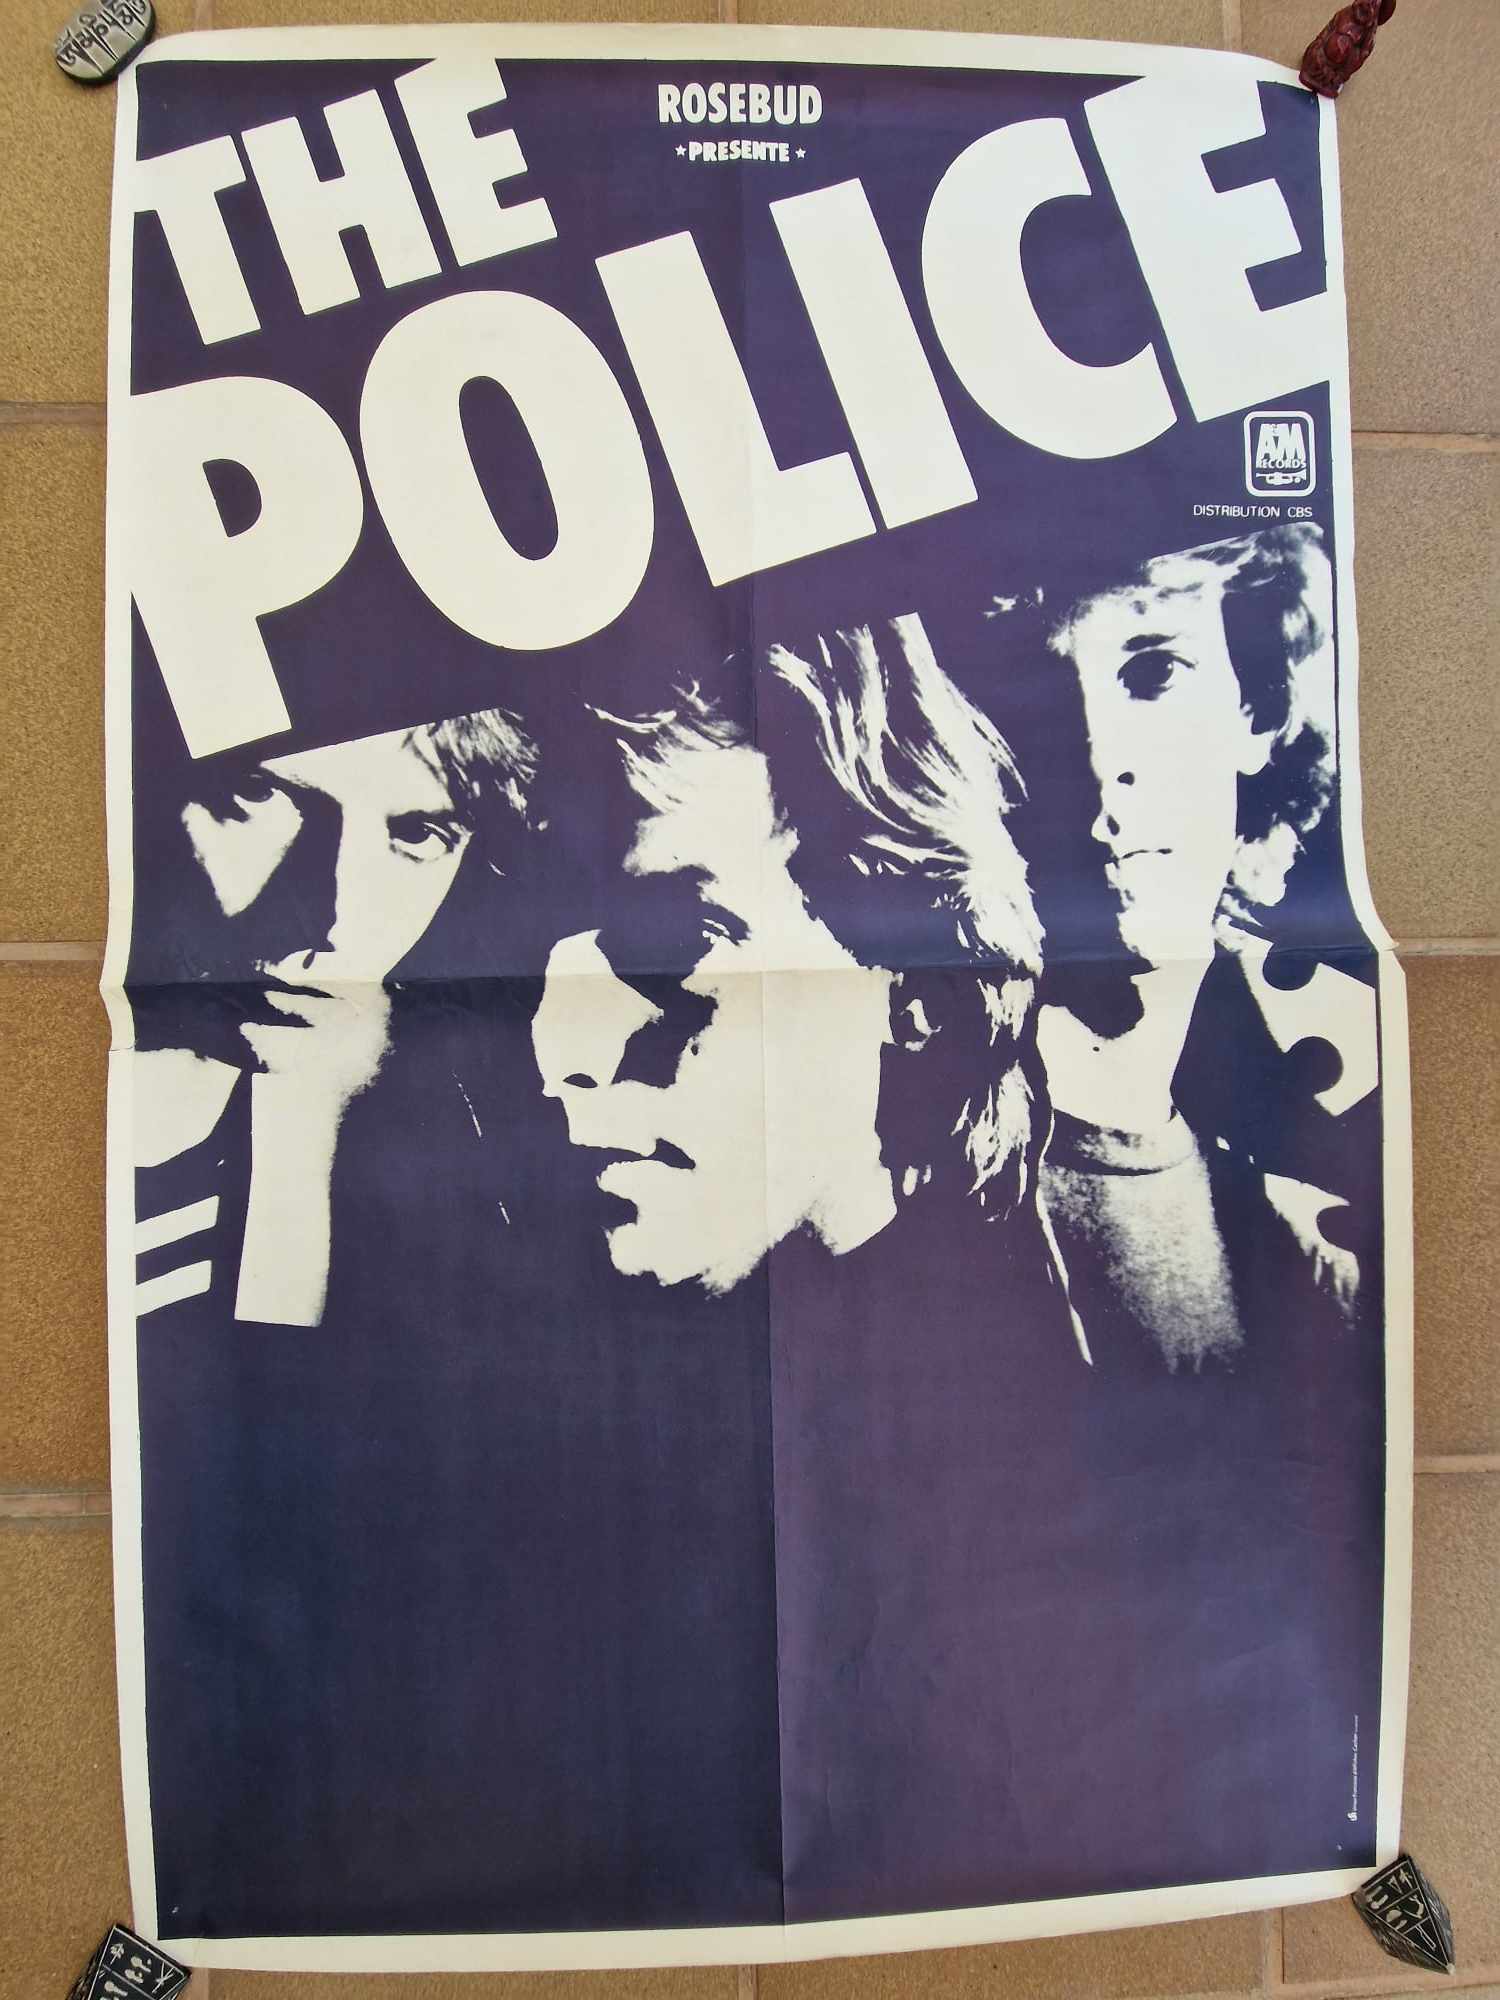 ROSEBUD
★PRESENTE★
THE
POLICE
A&M
RECORDS
DISTRIBUTION CBS